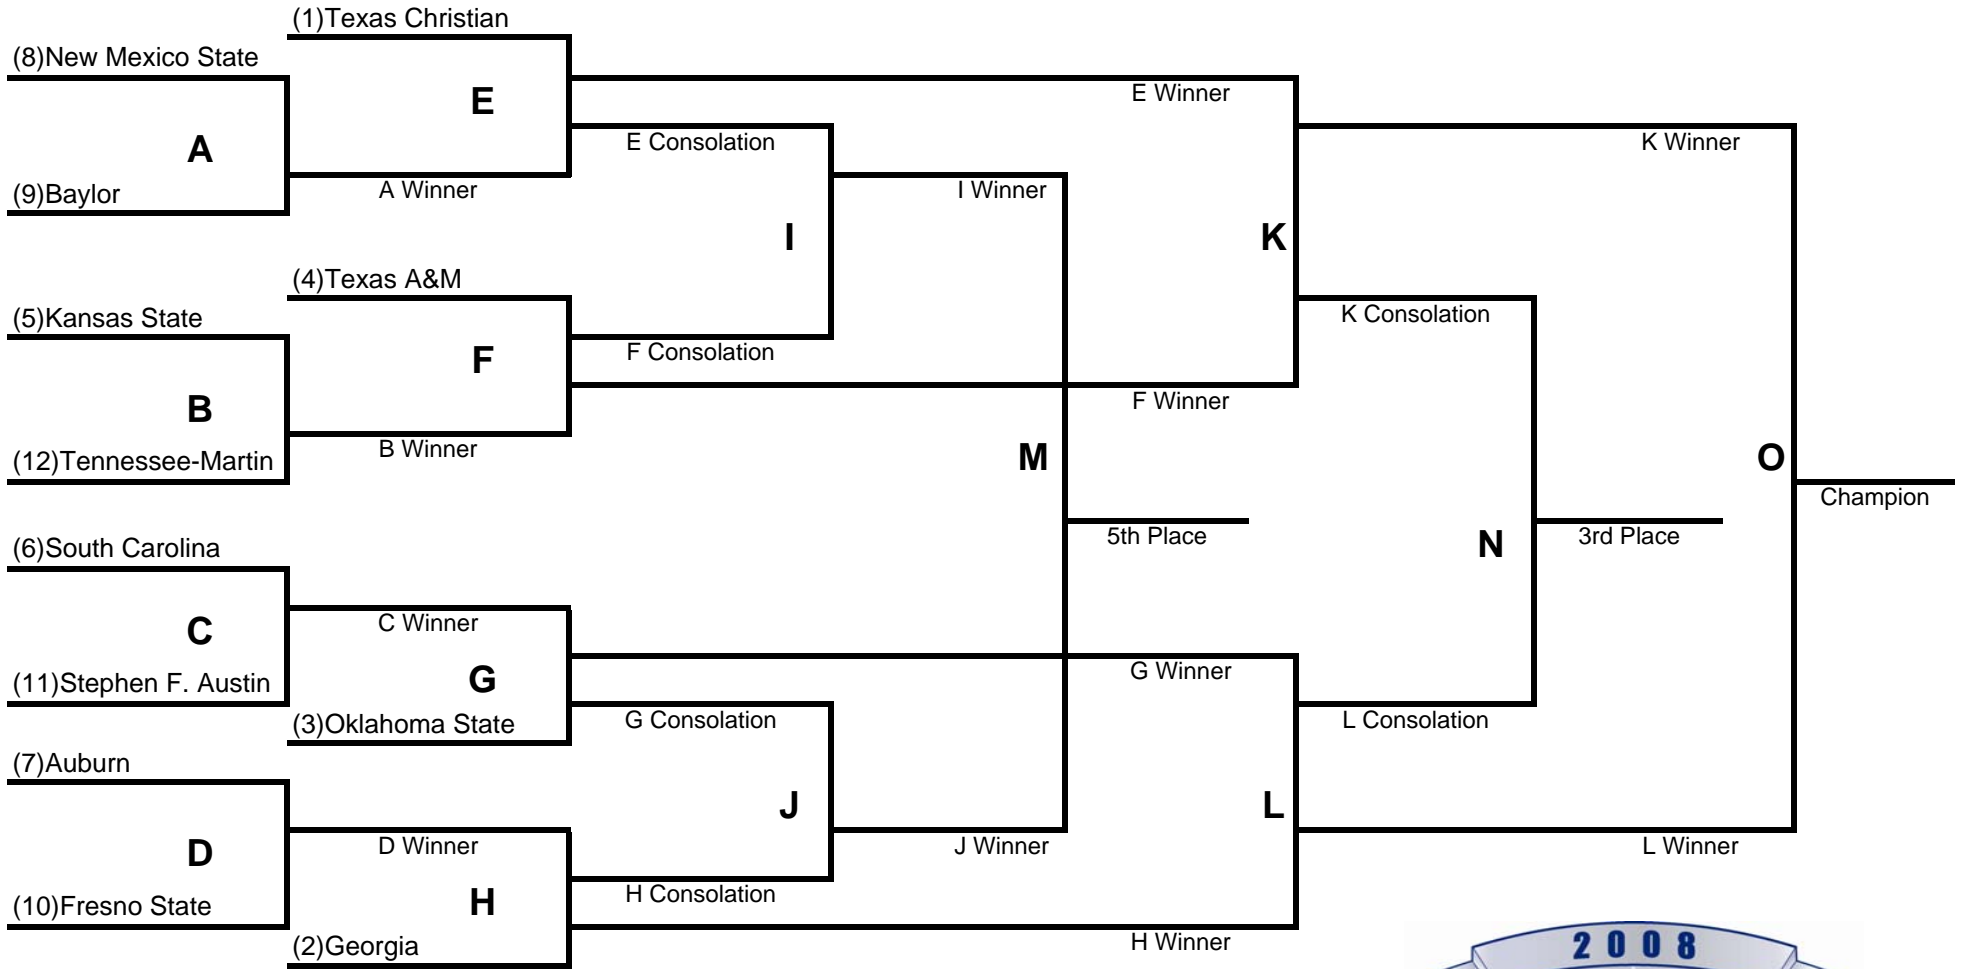 (1)Texas Christian
(8)New Mexico State
E Winner
E
A
E Consolation
K Winner
(9)Baylor
A Winner
I Winner
I
K
(4)Texas A&M
(5)Kansas State
K Consolation
F
F Consolation
F Winner
B
B Winner
(12)Tennessee-Martin
M
O
Champion
5th Place
N
3rd Place
(6)South Carolina
C Winner
C
G Winner
(11)Stephen F. Austin
G
(3)Oklahoma State
G Consolation
L Consolation
(7)Auburn
J
L
D Winner
J Winner
L Winner
D
H Consolation
(10)Fresno State
H
(2)Georgia
H Winner
2008